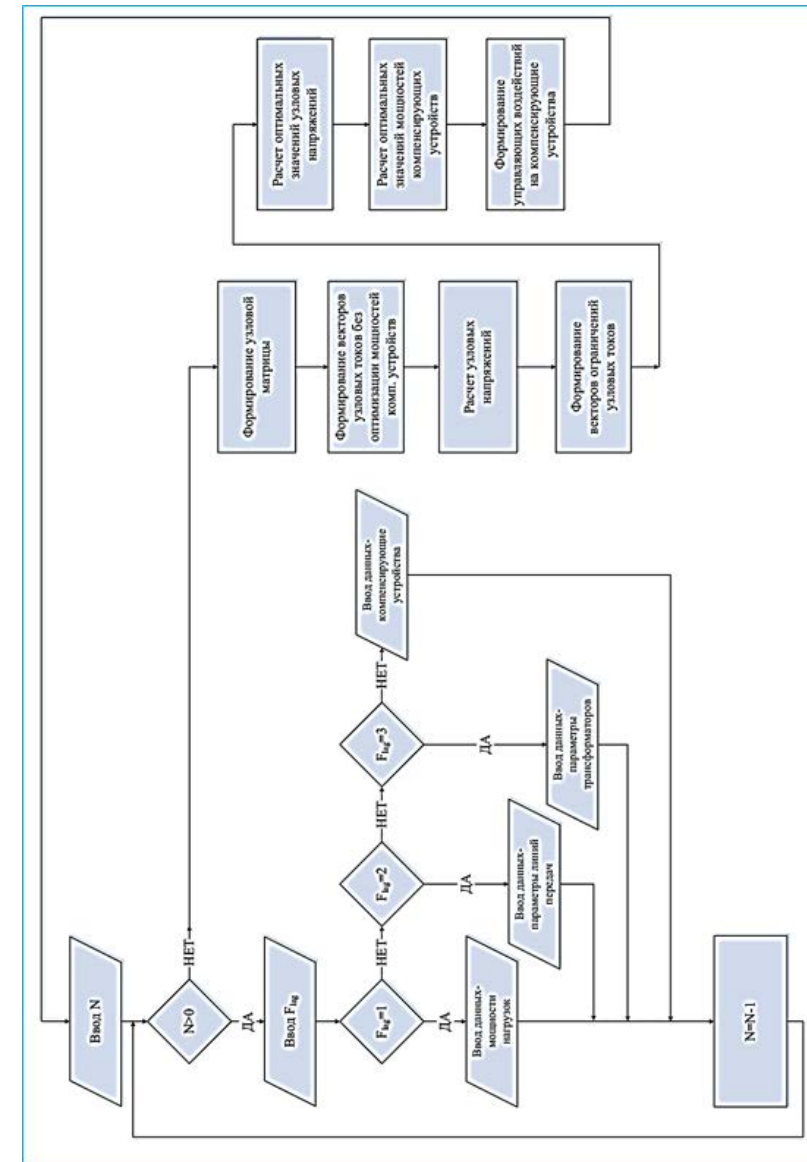 Ввод N
N>0
НЕТ
ДА
Ввод Flag
Flag=1
НЕТ
ДА
Ввод данных-
мощности
нагрузок
Flag=2
НЕТ
ДА
Ввод данных-
параметры линий
передач
Flag=3
НЕТ
ДА
Ввод данных-
параметры
трансформаторов
Ввод данных-
компенсирующие
устройства
N=N-1
Формирование узловой
матрицы
Формирование векторов
узловых токов без
оптимизации мощностей
комп. устройств
Расчет узловых
напряжений
Формирование
векторов ограничений
узловых токов
Расчет оптимальных
значений узловых
напряжений
Расчет оптимальных
значений мощностей
компенсирующих
устройств
Формирование
управляющих воздействий
на компенсирующие
устройства